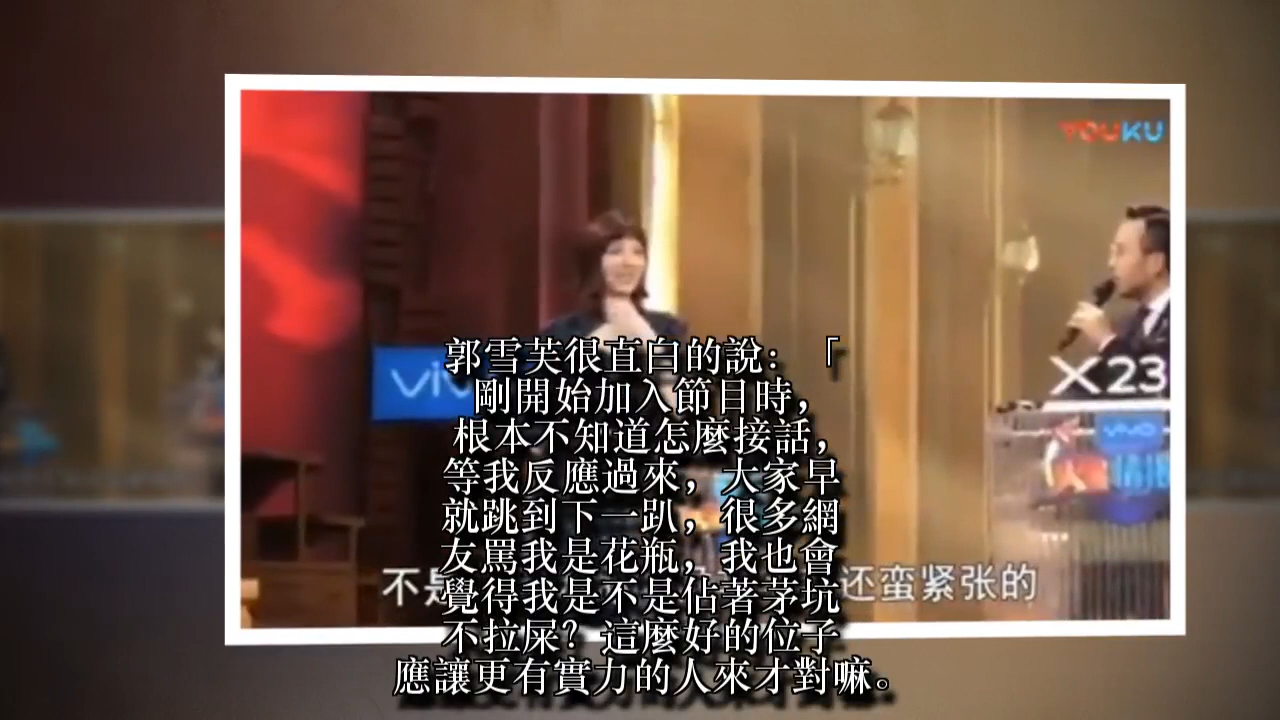 YOUKU
郭雪芙很直白的說：「
剛開始加入節目時，
vivo
X23
根本不知道怎麼接話，
vivo
等我反應過來，大家早
就跳到下一趴，很多網
友罵我是花瓶，我也會
不是
还蛮紧张的
覺得我是不是佔著茅坑
不拉屎？這麼好的位子
應讓更有實力的人來才對嘛。